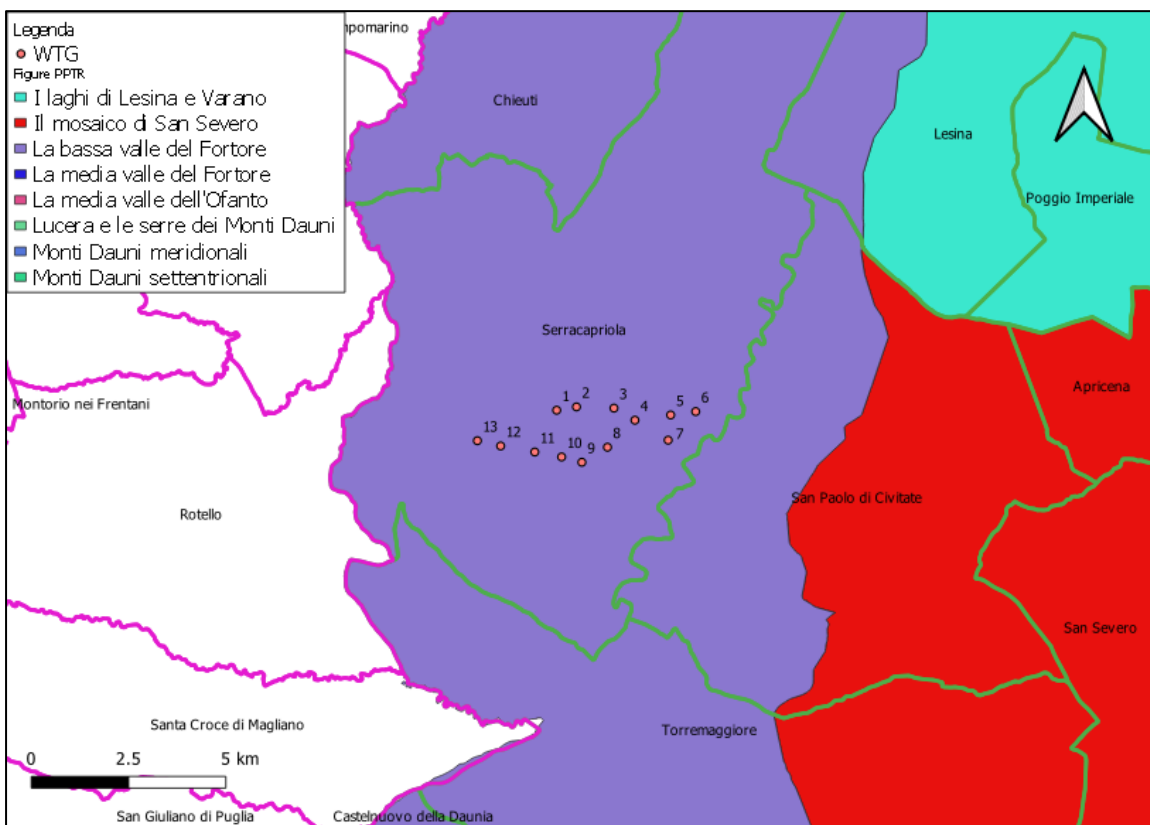 Legenda
WTG
Figure PPTR
I laghi di Lesina e Varano
Il mosaico di San Severo
La bassa valle del Fortore
La media valle del Fortore
La media valle dell'Ofanto
Lucera e le serre dei Monti Dauni
Monti Dauni meridionali
Monti Dauni settentrionali
mpomarino
Chieuti
Lesina
Poggio Imperiale
Serracapriola
Apricena
Montorio nei Frentani
1 2 3 4 5 6
13 12 11 10 9 8 7
San Paolo di Civitate
Rotello
San Severo
Santa Croce di Magliano
Torremaggiore
0 2.5 5 km
San Giuliano di Puglia
Castelnuovo della Daunia